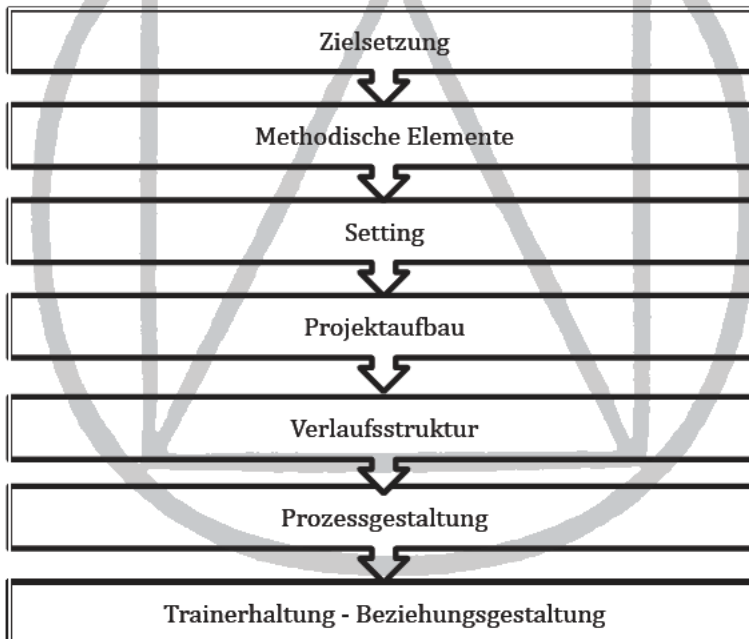 Zielsetzung
Methodische Elemente
Setting
Projektaufbau
Verlaufsstruktur
Prozessgestaltung
Trainerhaltung - Beziehungsgestaltung